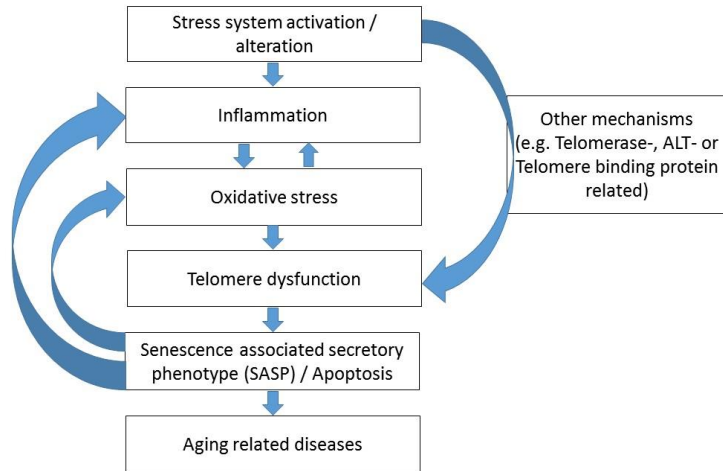 Stress system activation /
alteration
Inflammation
Other mechanisms
(e.g. Telomerase-, ALT- or
Telomere binding protein
related)
Oxidative stress
Telomere dysfunction
Senescence associated secretory
phenotype (SASP) / Apoptosis
Aging related diseases